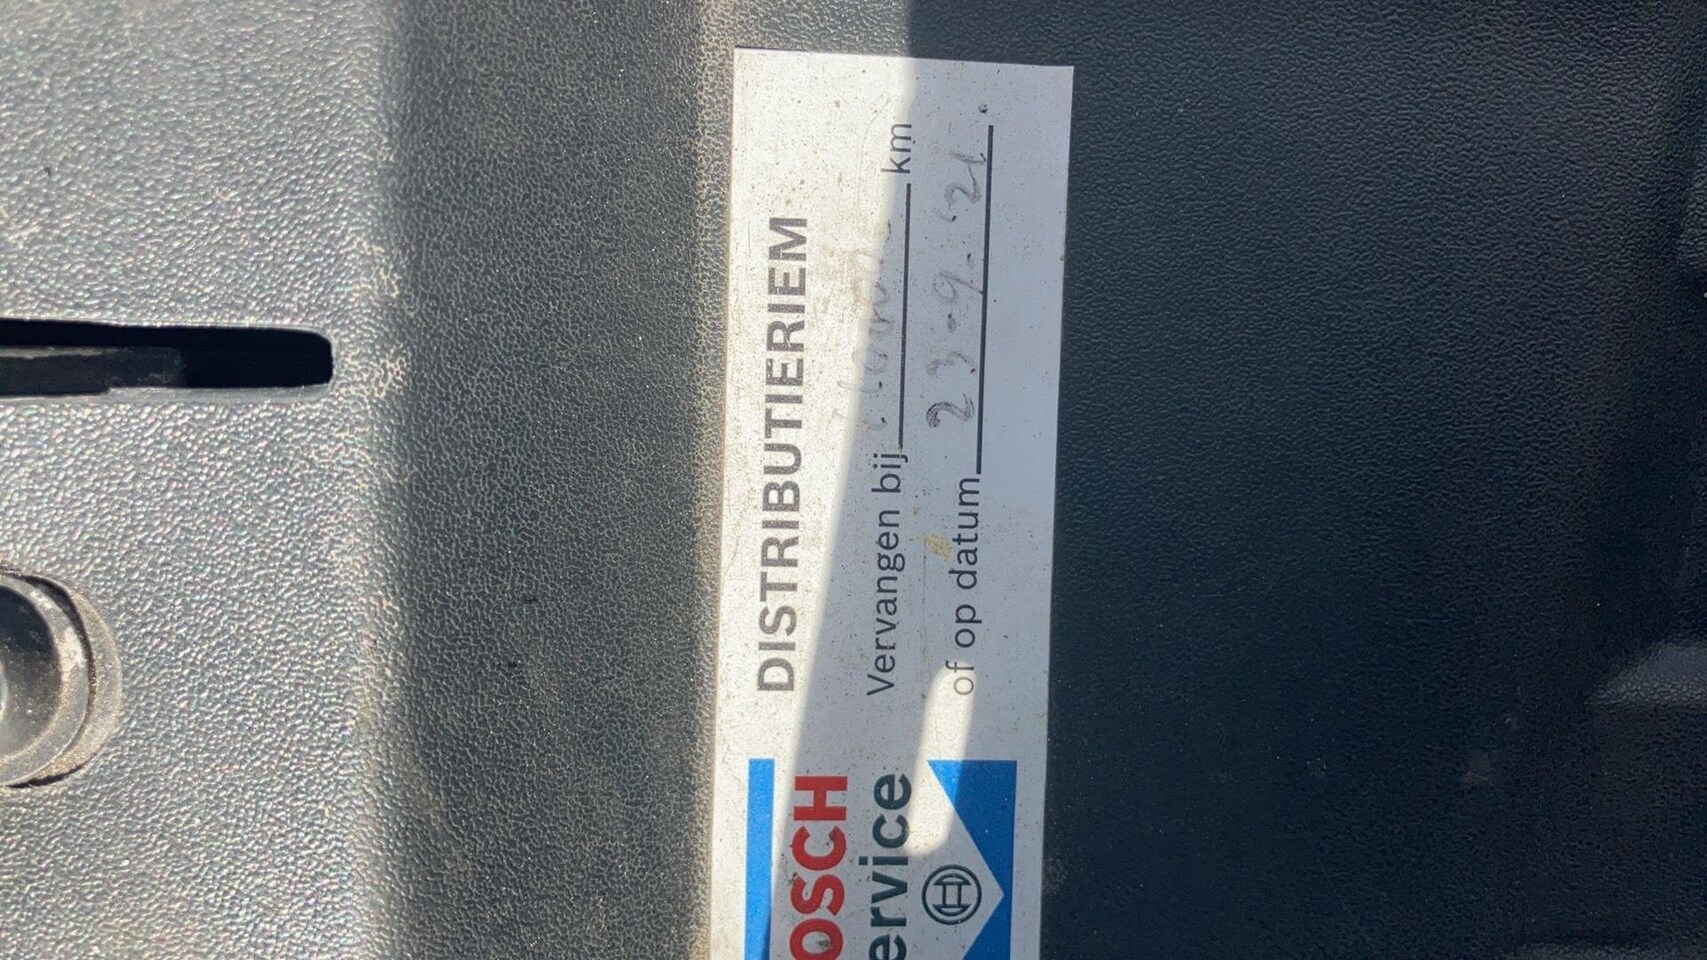 DISTRIBUTIERIEM
Vervangen bij km
of op datum 23-9-'21.
OSCH
ervice